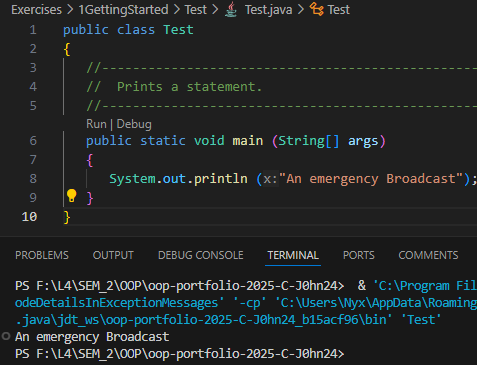 Exercises > 1GettingStarted > Test > Test.java > Test
1 public class Test
2 {
3 //------------------------------------------------
4 // Prints a statement.
5 //------------------------------------------------
Run | Debug
6 public static void main (String[] args)
7 {
8 System.out.println (x:"An emergency Broadcast");
9 }
10 }
PROBLEMS OUTPUT DEBUG CONSOLE TERMINAL PORTS COMMENTS
PS F:\L4\SEM_2\OOP\oop-portfolio-2025-C-J0hn24> & 'C:\Program Fil
odeDetailsInExceptionMessages' '-cp' 'C:\Users\Nyx\AppData\Roaming
.java\jdt_ws\oop-portfolio-2025-C-J0hn24_b15acf96\bin' 'Test'
An emergency Broadcast
PS F:\L4\SEM_2\OOP\oop-portfolio-2025-C-J0hn24>